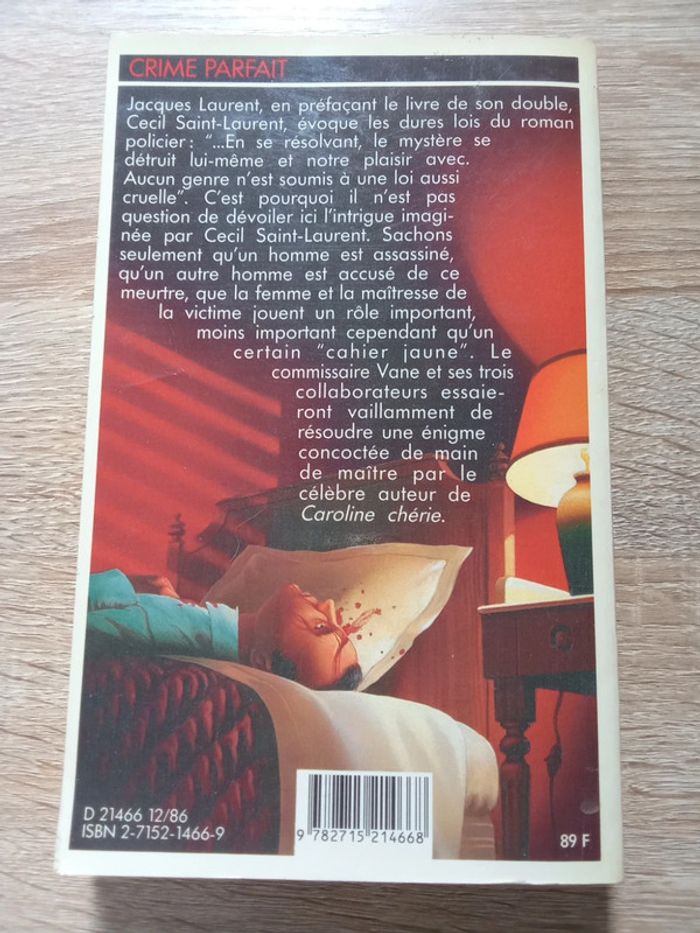 CRIME PARFAIT
Jacques Laurent, en préfaçant le livre de son double,
Cecil Saint-Laurent, évoque les dures lois du roman
policier : "...En se résolvant, le mystère se
détruit lui-même et notre plaisir avec.
Aucun genre n'est soumis à une loi aussi
cruelle". C'est pourquoi il n'est pas
question de dévoiler ici l'intrigue imagi-
née par Cecil Saint-Laurent. Sachons
seulement qu'un homme est assassiné,
qu'un autre homme est accusé de ce
meurtre, que la femme et la maîtresse de
la victime jouent un rôle important,
moins important cependant qu'un
certain "cahier jaune". Le
commissaire Vane et ses trois
collaborateurs essaie-
ront vaillamment de
résoudre une énigme
concoctée de main
de maître par le
célèbre auteur de
Caroline chérie.
D 21466 12/86
ISBN 2-7152-1466-9
9 782715 214668
89 F